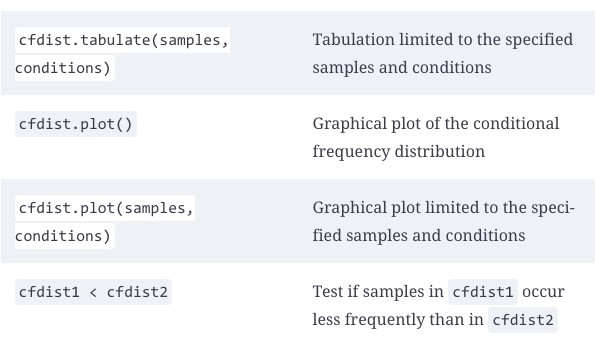 cfdist.tabulate(samples,
conditions)
Tabulation limited to the specified
samples and conditions
cfdist.plot()
Graphical plot of the conditional
frequency distribution
cfdist.plot(samples,
conditions)
Graphical plot limited to the speci-
fied samples and conditions
cfdist1 < cfdist2
Test if samples in cfdist1 occur
less frequently than in cfdist2